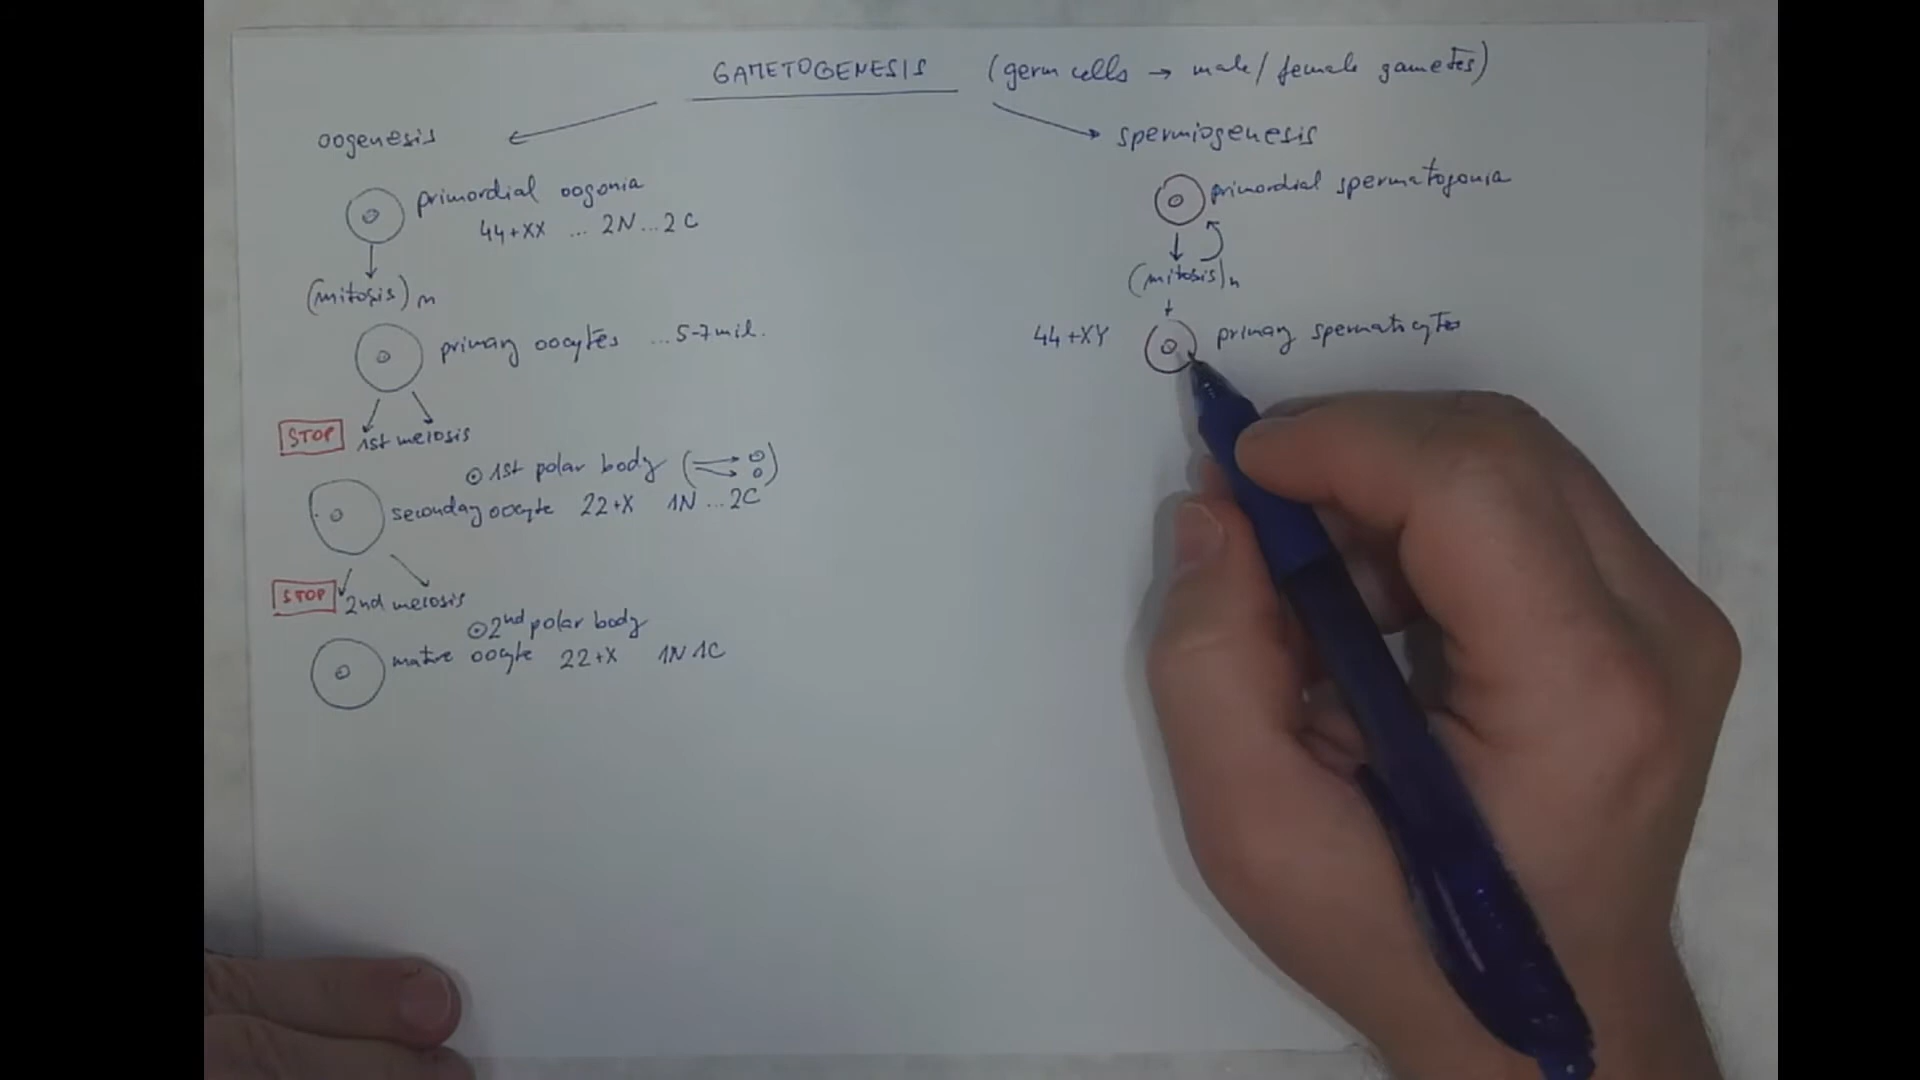 GAMETOGENESIS (germ cells → male/female gametes)
oogenesis
primordial oogonia
44+XX ... 2N...2C
(mitosis)n
primary oocytes ...5-7 mil.
STOP 1st meiosis
1st polar body
secondary oocyte 22+X 1N...2C
STOP 2nd meiosis
2nd polar body
mature oocyte 22+X 1N 1C
spermiogenesis
primordial spermatogonia
(mitosis)n
44+XY primary spermatocytes